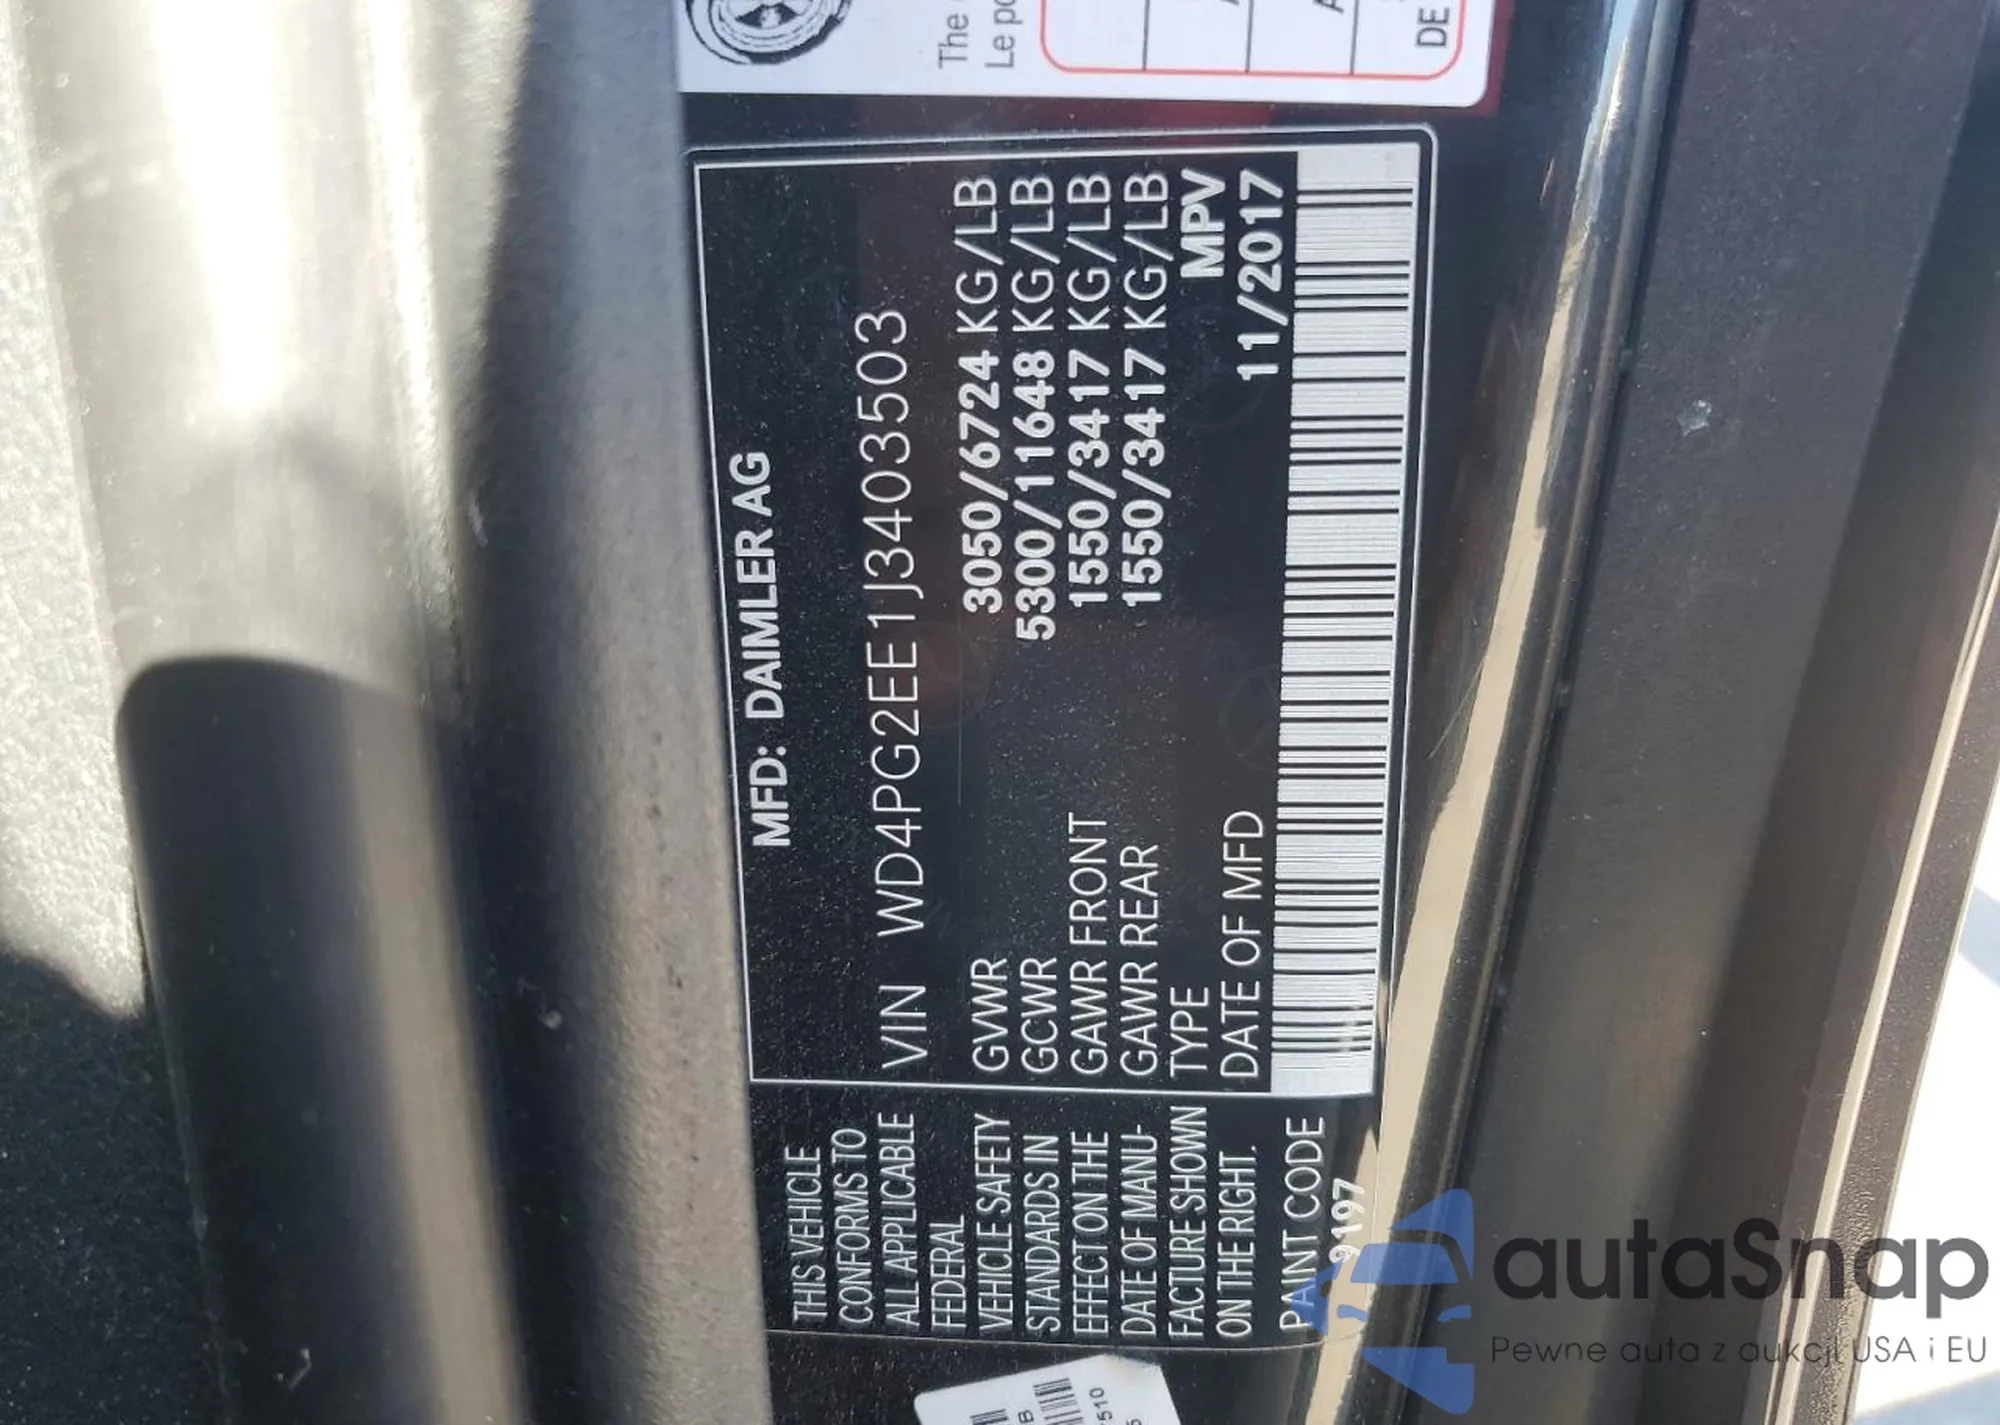 The
Le po
DE
MFD: DAIMLER AG
VIN WD4PG2EE1J3403503
GVWR 3050/6724 KG/LB
GCWR 5300/11648 KG/LB
GAWR FRONT 1550/3417 KG/LB
GAWR REAR 1550/3417 KG/LB
TYPE MPV
DATE OF MFD 11/2017
THIS VEHICLE
CONFORMS TO
ALL APPLICABLE
FEDERAL
VEHICLE SAFETY
STANDARDS IN
EFFECT ON THE
DATE OF MANU-
FACTURE SHOWN
ON THE RIGHT.
PAINT CODE
9197
autaSnap
Pewne auta z aukcji USA i EU